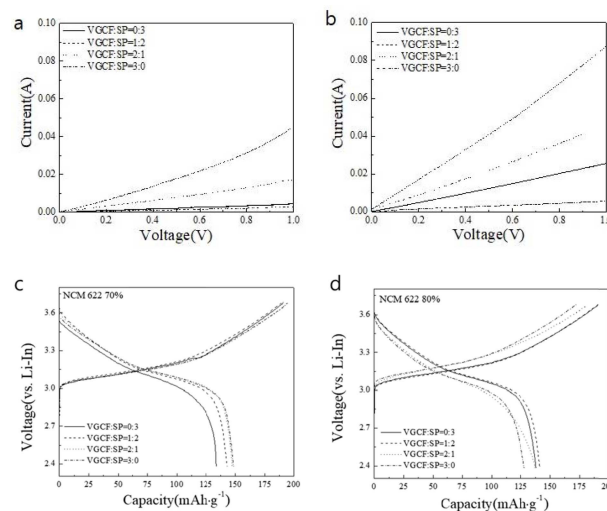 a
VGCF:SP=0:3
VGCF:SP=1:2
VGCF:SP=2:1
VGCF:SP=3:0
Current(A)
0.10
0.08
0.06
0.04
0.02
0.00
0.2
0.4
0.6
0.8
1.0
Voltage(V)
b
VGCF:SP=0:3
VGCF:SP=1:2
VGCF:SP=2:1
VGCF:SP=3:0
Current(A)
0.10
0.08
0.06
0.04
0.02
0.00
0.2
0.4
0.6
0.8
Voltage(V)
c
NCM 622 70%
Voltage(vs. Li-In)
3.6
3.3
3.0
2.7
2.4
VGCF:SP=0:3
VGCF:SP=1:2
VGCF:SP=2:1
VGCF:SP=3:0
0 25 50 75 100 125 150 175 200
Capacity(mAh·g⁻¹)
d
NCM 622 80%
Voltage(vs. Li-In)
3.6
3.3
3.0
2.7
2.4
VGCF:SP=0:3
VGCF:SP=1:2
VGCF:SP=2:1
VGCF:SP=3:0
0 25 50 75 100 125 150 175
Capacity(mAh·g⁻¹)